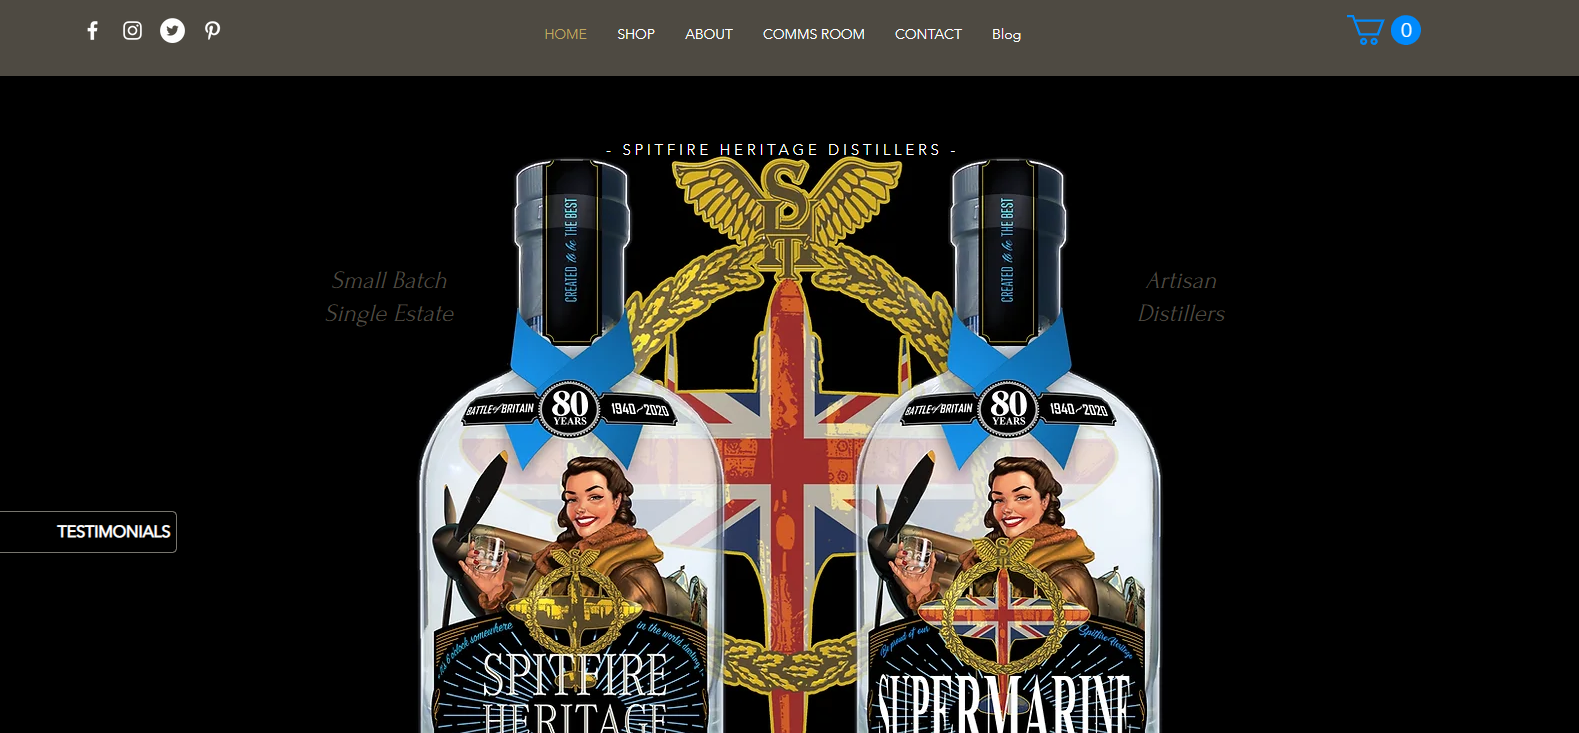 HOME
SHOP
ABOUT
COMMS ROOM
CONTACT
Blog
0
- SPITFIRE HERITAGE DISTILLERS -
SPIT
Small Batch
Single Estate
Artisan
Distillers
CREATED to be THE BEST
CREATED to be THE BEST
BATTLE of BRITAIN 80 YEARS 1940-2020
BATTLE of BRITAIN 80 YEARS 1940-2020
TESTIMONIALS
It's 6 o'clock somewhere in the world darling
SPITFIRE
HERITAGE
Be proud of our Spitfire Heritage
SUPERMARINE